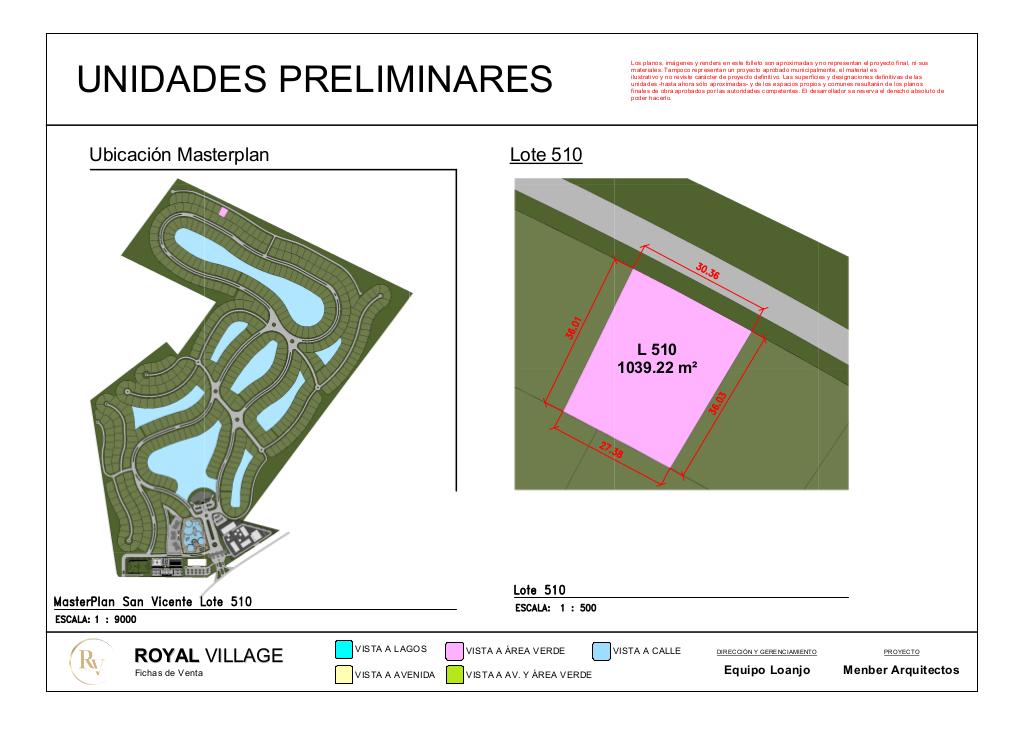 UNIDADES PRELIMINARES
Los planos, imágenes y renders en este folleto son aproximadas y no representan el proyecto final, ni sus
materiales. Tampoco representan un proyecto aprobado municipalmente, el material es
ilustrativo y no reviste carácter de proyecto definitivo. Las superficies y designaciones definitivas de las
unidades -hasta ahora sólo aproximadas- y de los espacios propios y comunes resultarán de los planos
finales de obra aprobados por las autoridades competentes. El desarrollador se reserva el derecho absoluto de
poder hacerlo.
Ubicación Masterplan
Lote 510
30.36
36.01
L 510
1039.22 m²
36.03
27.38
MasterPlan San Vicente Lote 510
ESCALA: 1 : 9000
Lote 510
ESCALA: 1 : 500
RV
ROYAL VILLAGE
Fichas de Venta
VISTA A LAGOS
VISTA A ÁREA VERDE
VISTA A CALLE
VISTA A AVENIDA
VISTA A AV. Y ÁREA VERDE
DIRECCIÓN Y GERENCIAMIENTO
Equipo Loanjo
PROYECTO
Menber Arquitectos